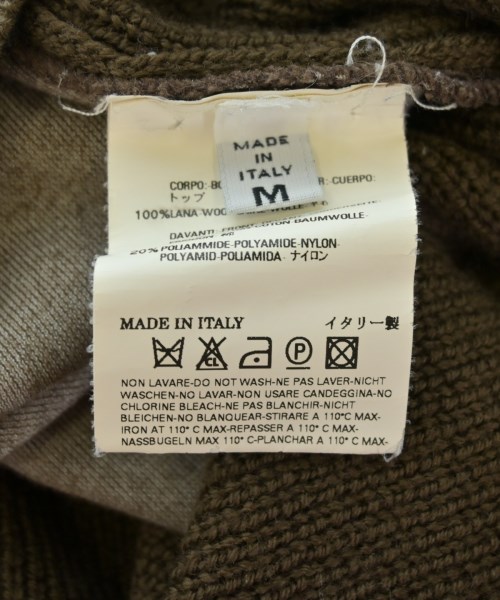 MADE
IN
ITALY
M
CORPO:-BO :-CUERPO:
トップ
100%LANA-WOO
DAVANTI COTON BAUMWOLLE-
20% POLIAMMIDE-POLYAMIDE-NYLON-
POLYAMID-POLIAMIDA- ナイロン
MADE IN ITALY イタリー製
CL P
NON LAVARE-DO NOT WASH-NE PAS LAVER-NICHT
WASCHEN-NO LAVAR-NON USARE CANDEGGINA-NO
CHLORINE BLEACH-NE PAS BLANCHIR-NICHT
BLEICHEN-NO BLANQUEAR-STIRARE A 110°C MAX-
IRON AT 110° C MAX-REPASSER A 110° C MAX-
NASSBUGELN MAX 110° C-PLANCHAR A 110° C MAX-